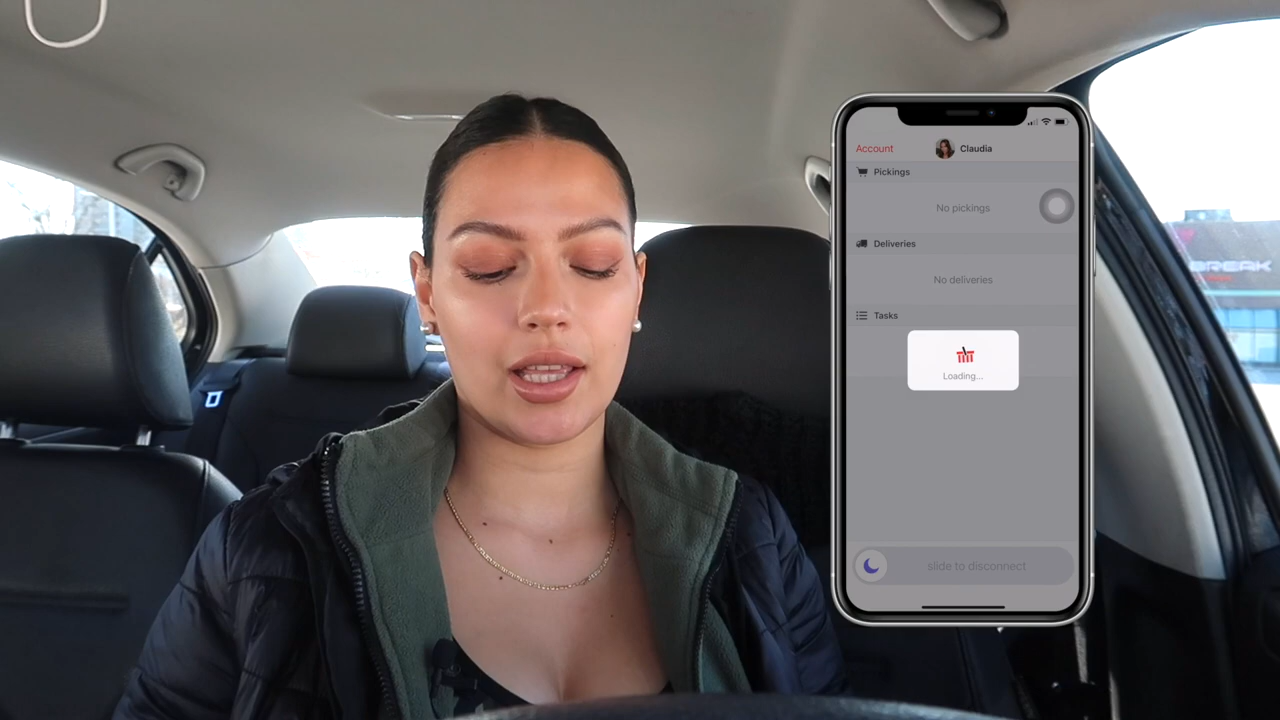 Account
Claudia
Pickings
No pickings
Deliveries
No deliveries
Tasks
Loading...
slide to disconnect
BREAK